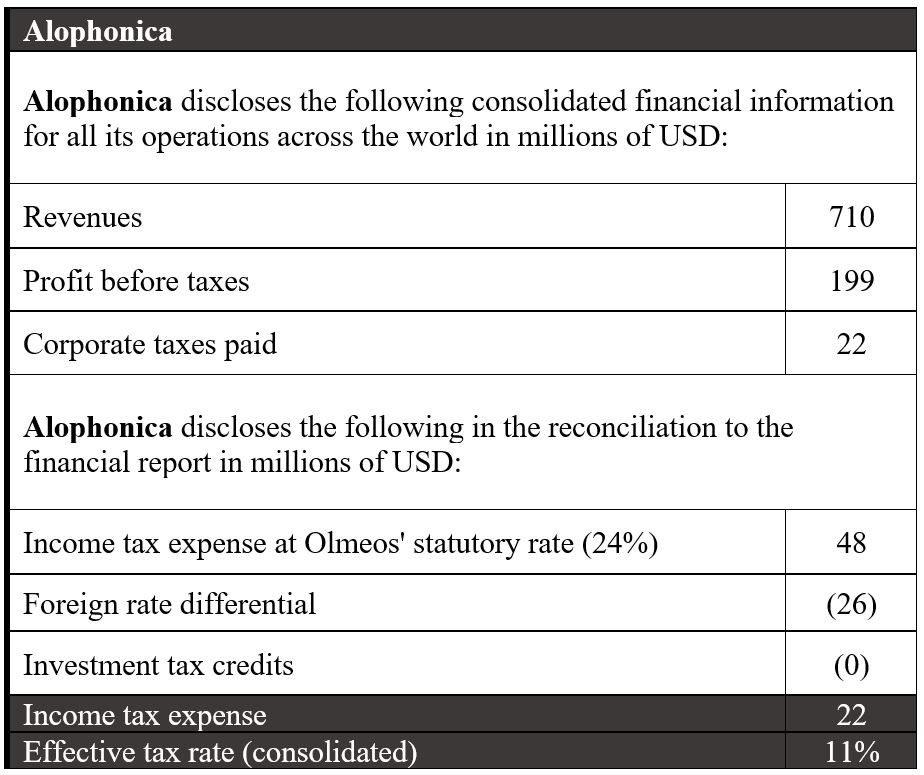 Alophonica
Alophonica discloses the following consolidated financial information
for all its operations across the world in millions of USD:
Revenues 710
Profit before taxes 199
Corporate taxes paid 22
Alophonica discloses the following in the reconciliation to the
financial report in millions of USD:
Income tax expense at Olmeos' statutory rate (24%) 48
Foreign rate differential (26)
Investment tax credits (0)
Income tax expense 22
Effective tax rate (consolidated) 11%